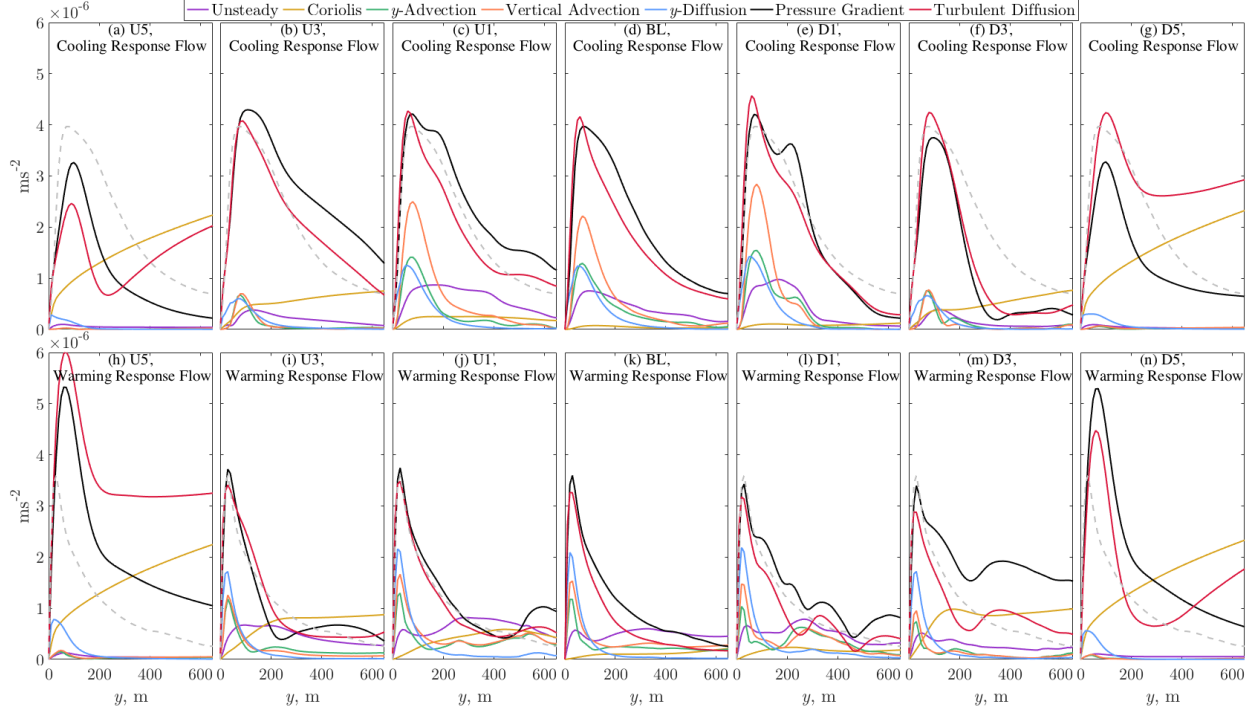 Unsteady Coriolis y-Advection Vertical Advection y-Diffusion Pressure Gradient Turbulent Diffusion
×10⁻⁶
(a) U5', (b) U3', (c) U1', (d) BL', (e) D1', (f) D3', (g) D5',
Cooling Response Flow Cooling Response Flow Cooling Response Flow Cooling Response Flow Cooling Response Flow Cooling Response Flow Cooling Response Flow
6
5
4
3
2
1
0
ms⁻²
×10⁻⁶
(h) U5', (i) U3', (j) U1', (k) BL', (l) D1', (m) D3', (n) D5',
Warming Response Flow Warming Response Flow Warming Response Flow Warming Response Flow Warming Response Flow Warming Response Flow Warming Response Flow
6
5
4
3
2
1
0
ms⁻²
0 200 400 600 0 200 400 600 0 200 400 600 0 200 400 600 0 200 400 600 0 200 400 600 0 200 400 600
y, m y, m y, m y, m y, m y, m y, m